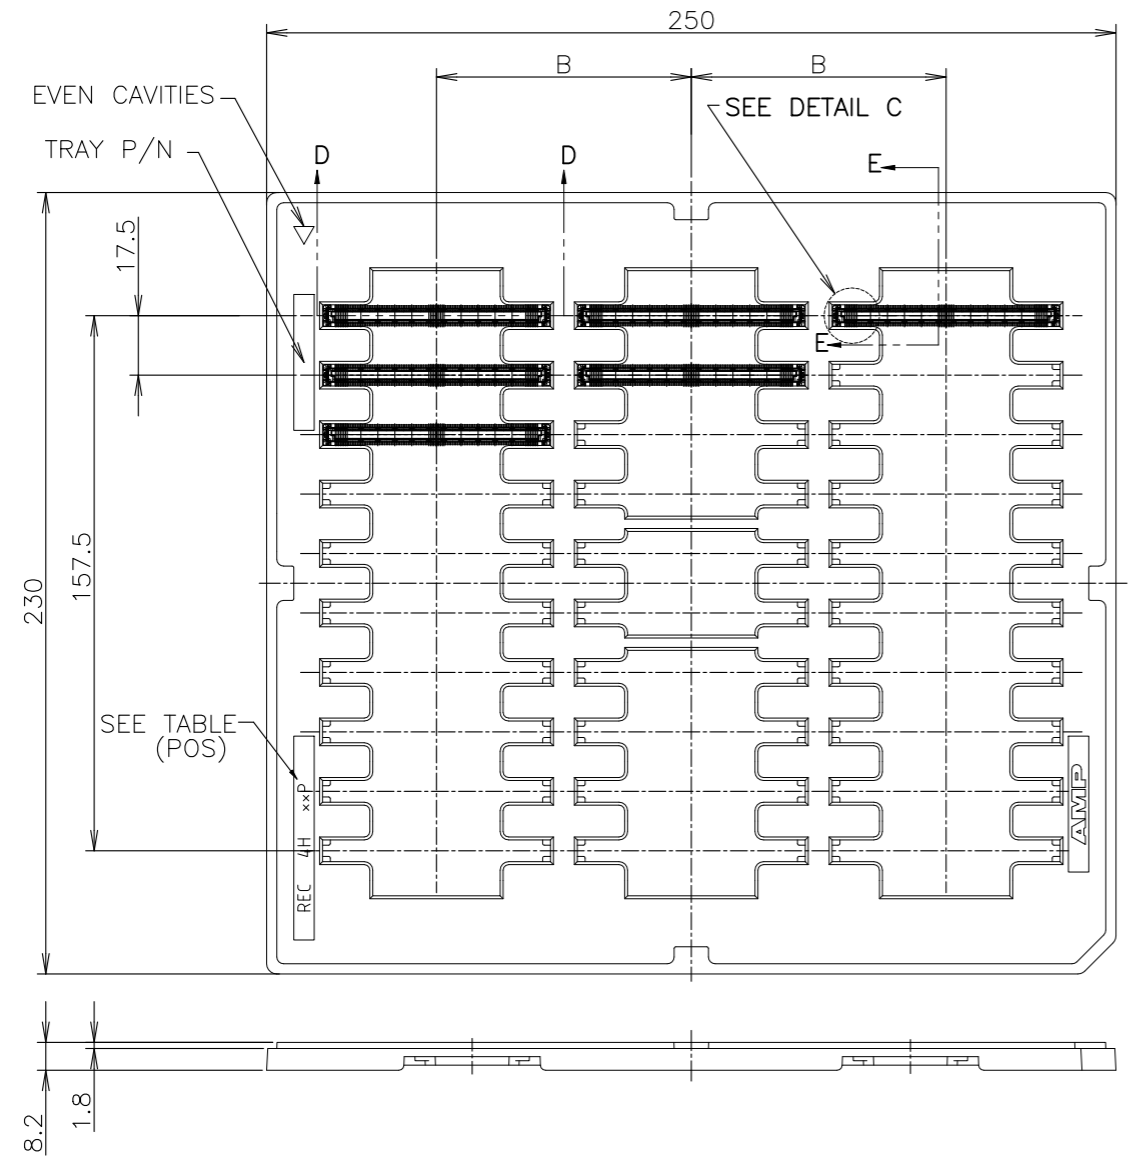 250
B B
EVEN CAVITIES
SEE DETAIL C
TRAY P/N
D D
E
17.5
E
157.5
230
SEE TABLE
(POS)
REC 4H ××P
AMP
1.8
8.2